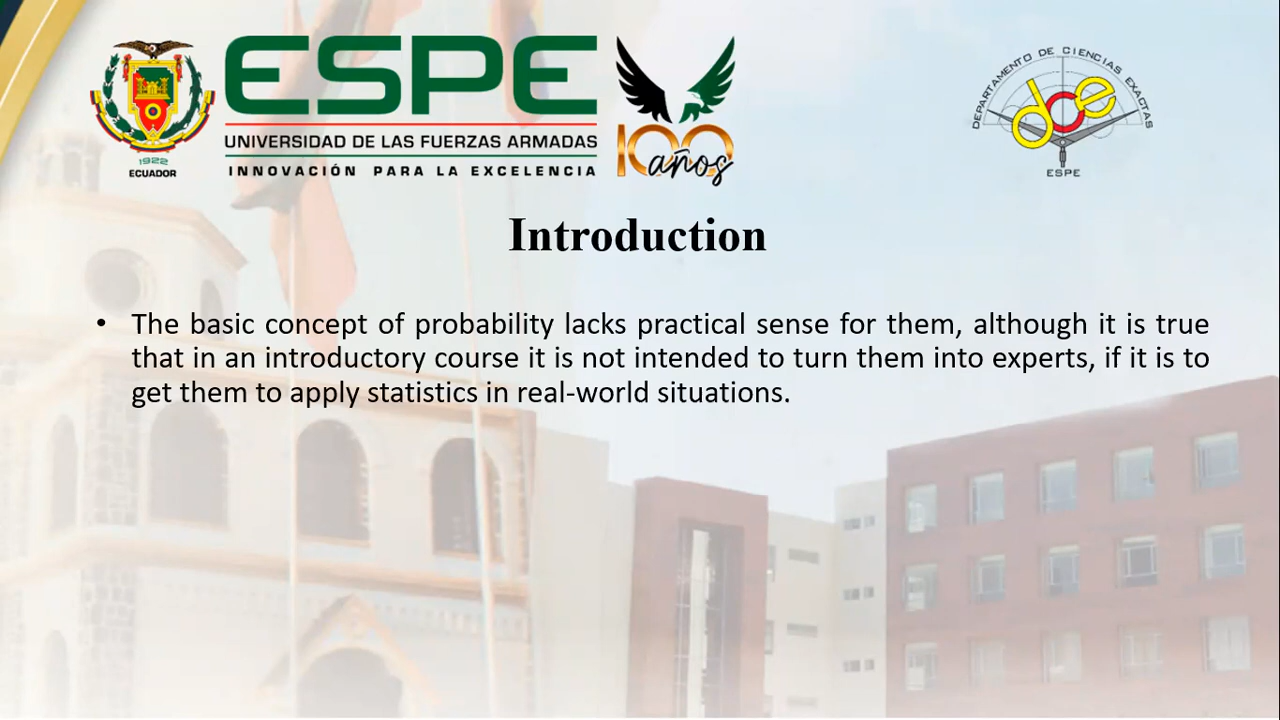 ESPE
UNIVERSIDAD DE LAS FUERZAS ARMADAS
INNOVACIÓN PARA LA EXCELENCIA
1922
ECUADOR
100
años
DEPARTAMENTO DE CIENCIAS EXACTAS
dce
ESPE
Introduction
• The basic concept of probability lacks practical sense for them, although it is true
that in an introductory course it is not intended to turn them into experts, if it is to
get them to apply statistics in real-world situations.